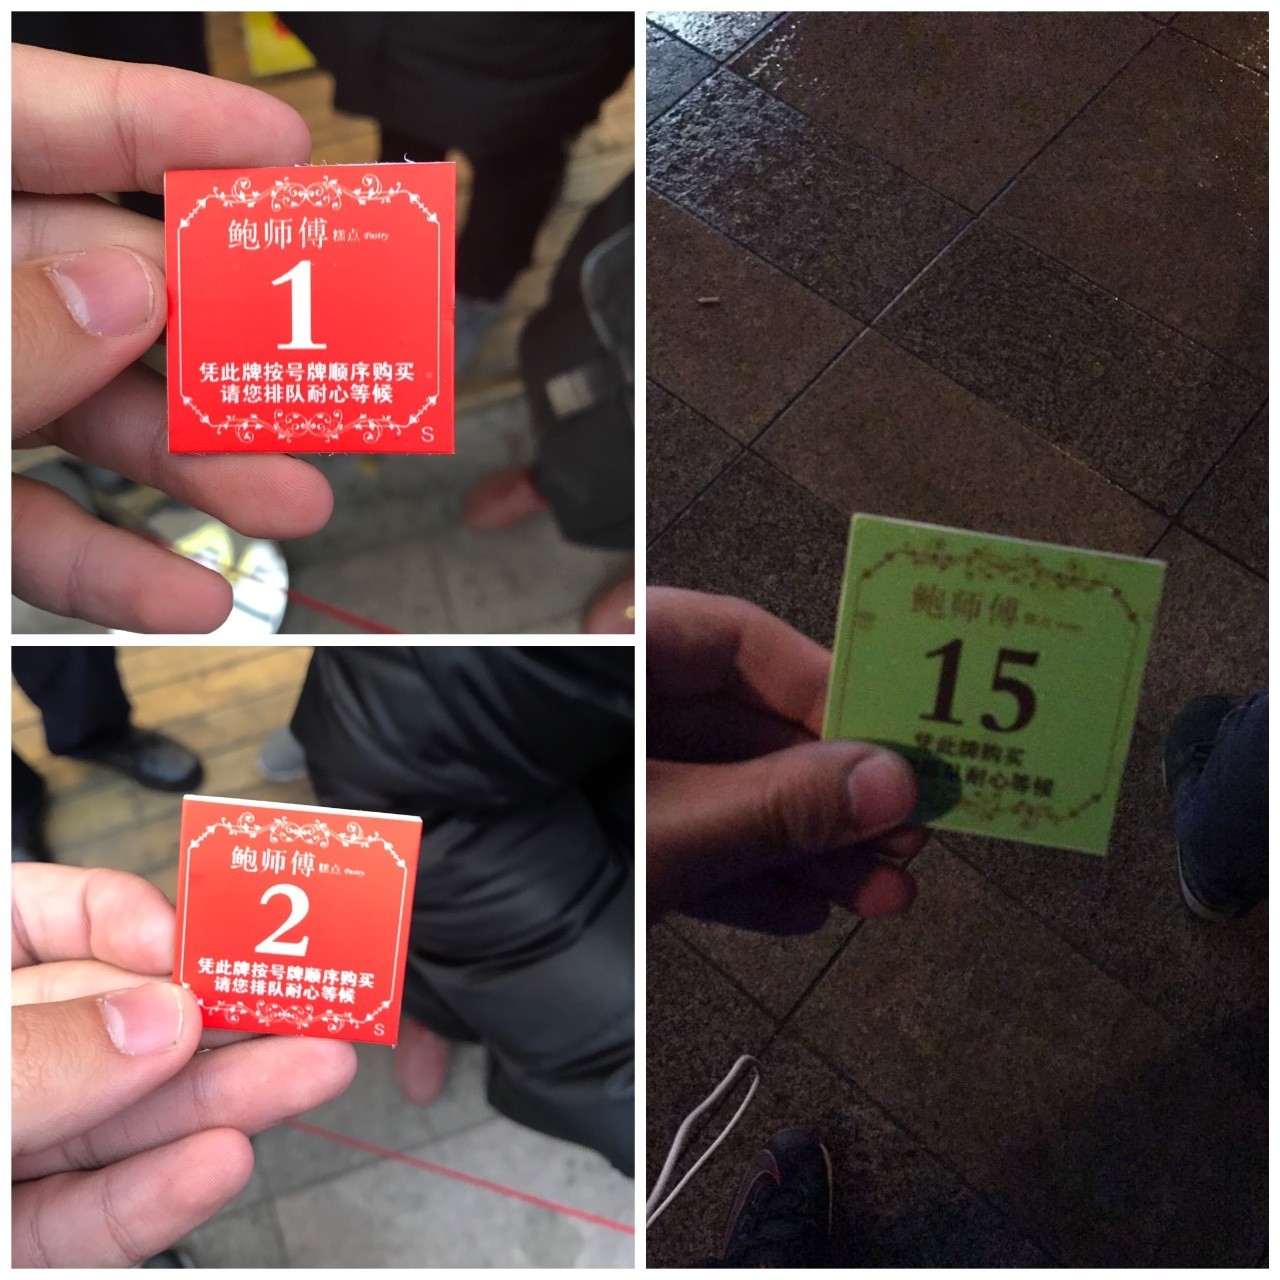 鲍师傅 糕点 Pastry
1
凭此牌按号牌顺序购买
请您排队耐心等候
S
鲍师傅 糕点 Pastry
2
凭此牌按号牌顺序购买
请您排队耐心等候
S
鲍师傅 糕点
15
凭此牌购买
队耐心等候